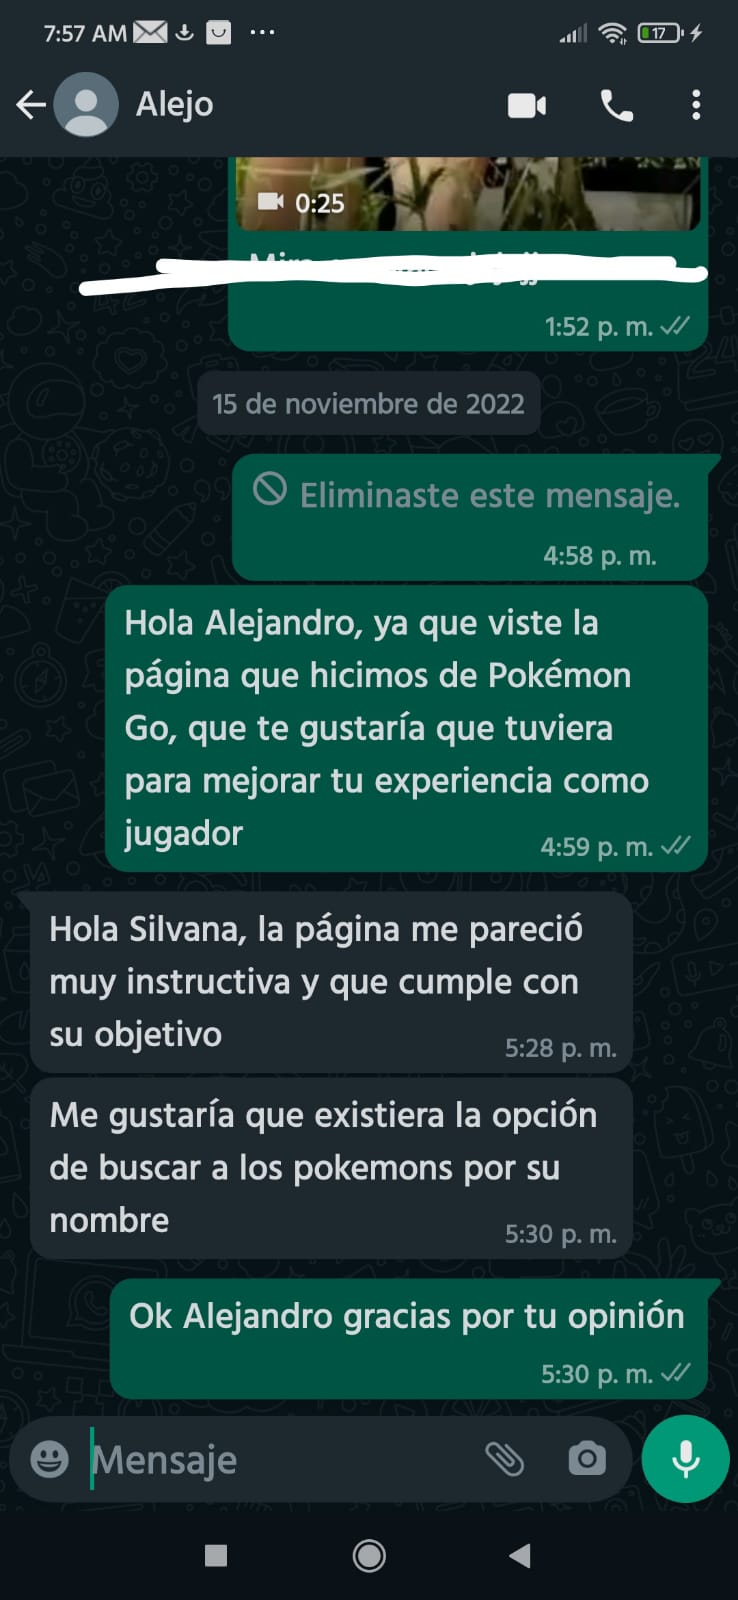 7:57 AM
17
Alejo
0:25
1:52 p. m.
15 de noviembre de 2022
Eliminaste este mensaje.
4:58 p. m.
Hola Alejandro, ya que viste la
página que hicimos de Pokémon
Go, que te gustaría que tuviera
para mejorar tu experiencia como
jugador
4:59 p. m.
Hola Silvana, la página me pareció
muy instructiva y que cumple con
su objetivo
5:28 p. m.
Me gustaría que existiera la opción
de buscar a los pokemons por su
nombre
5:30 p. m.
Ok Alejandro gracias por tu opinión
5:30 p. m.
Mensaje